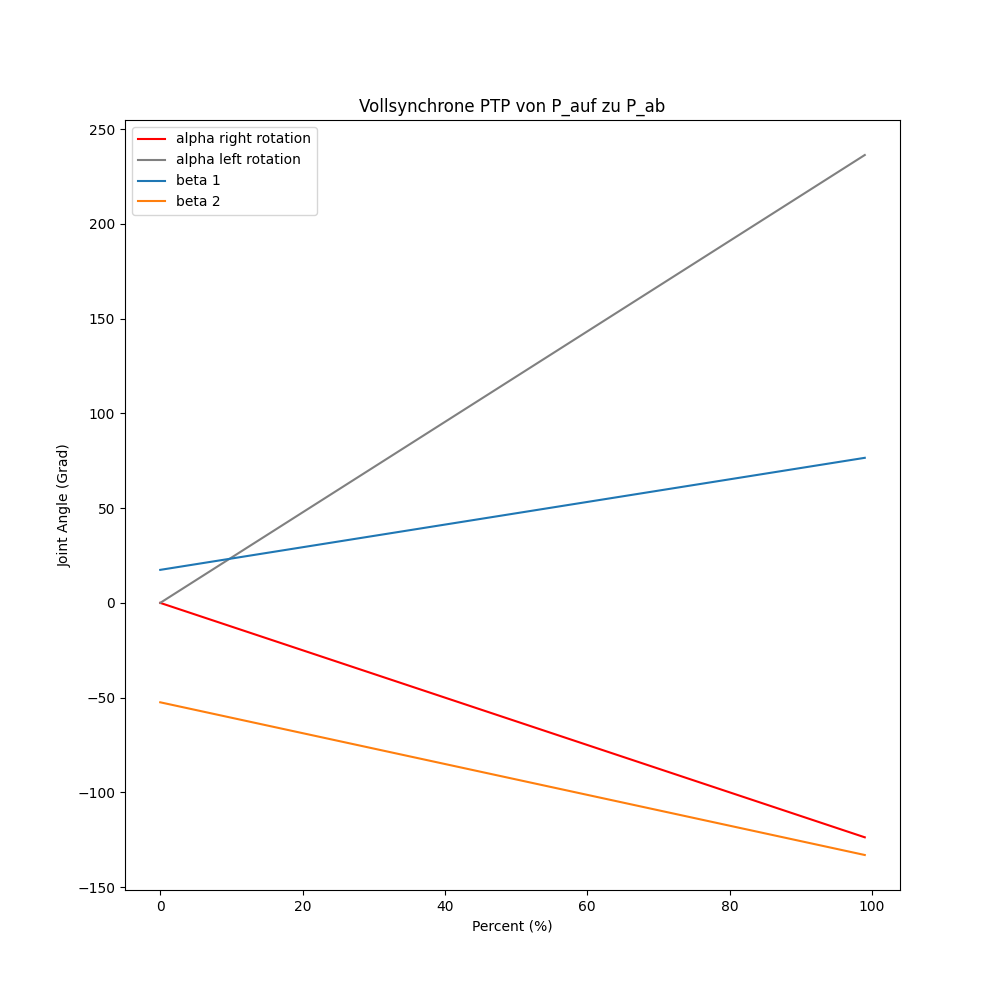 Vollsynchrone PTP von P_auf zu P_ab
alpha right rotation
alpha left rotation
beta 1
beta 2
250
200
150
100
50
0
−50
−100
−150
Joint Angle (Grad)
0 20 40 60 80 100
Percent (%)